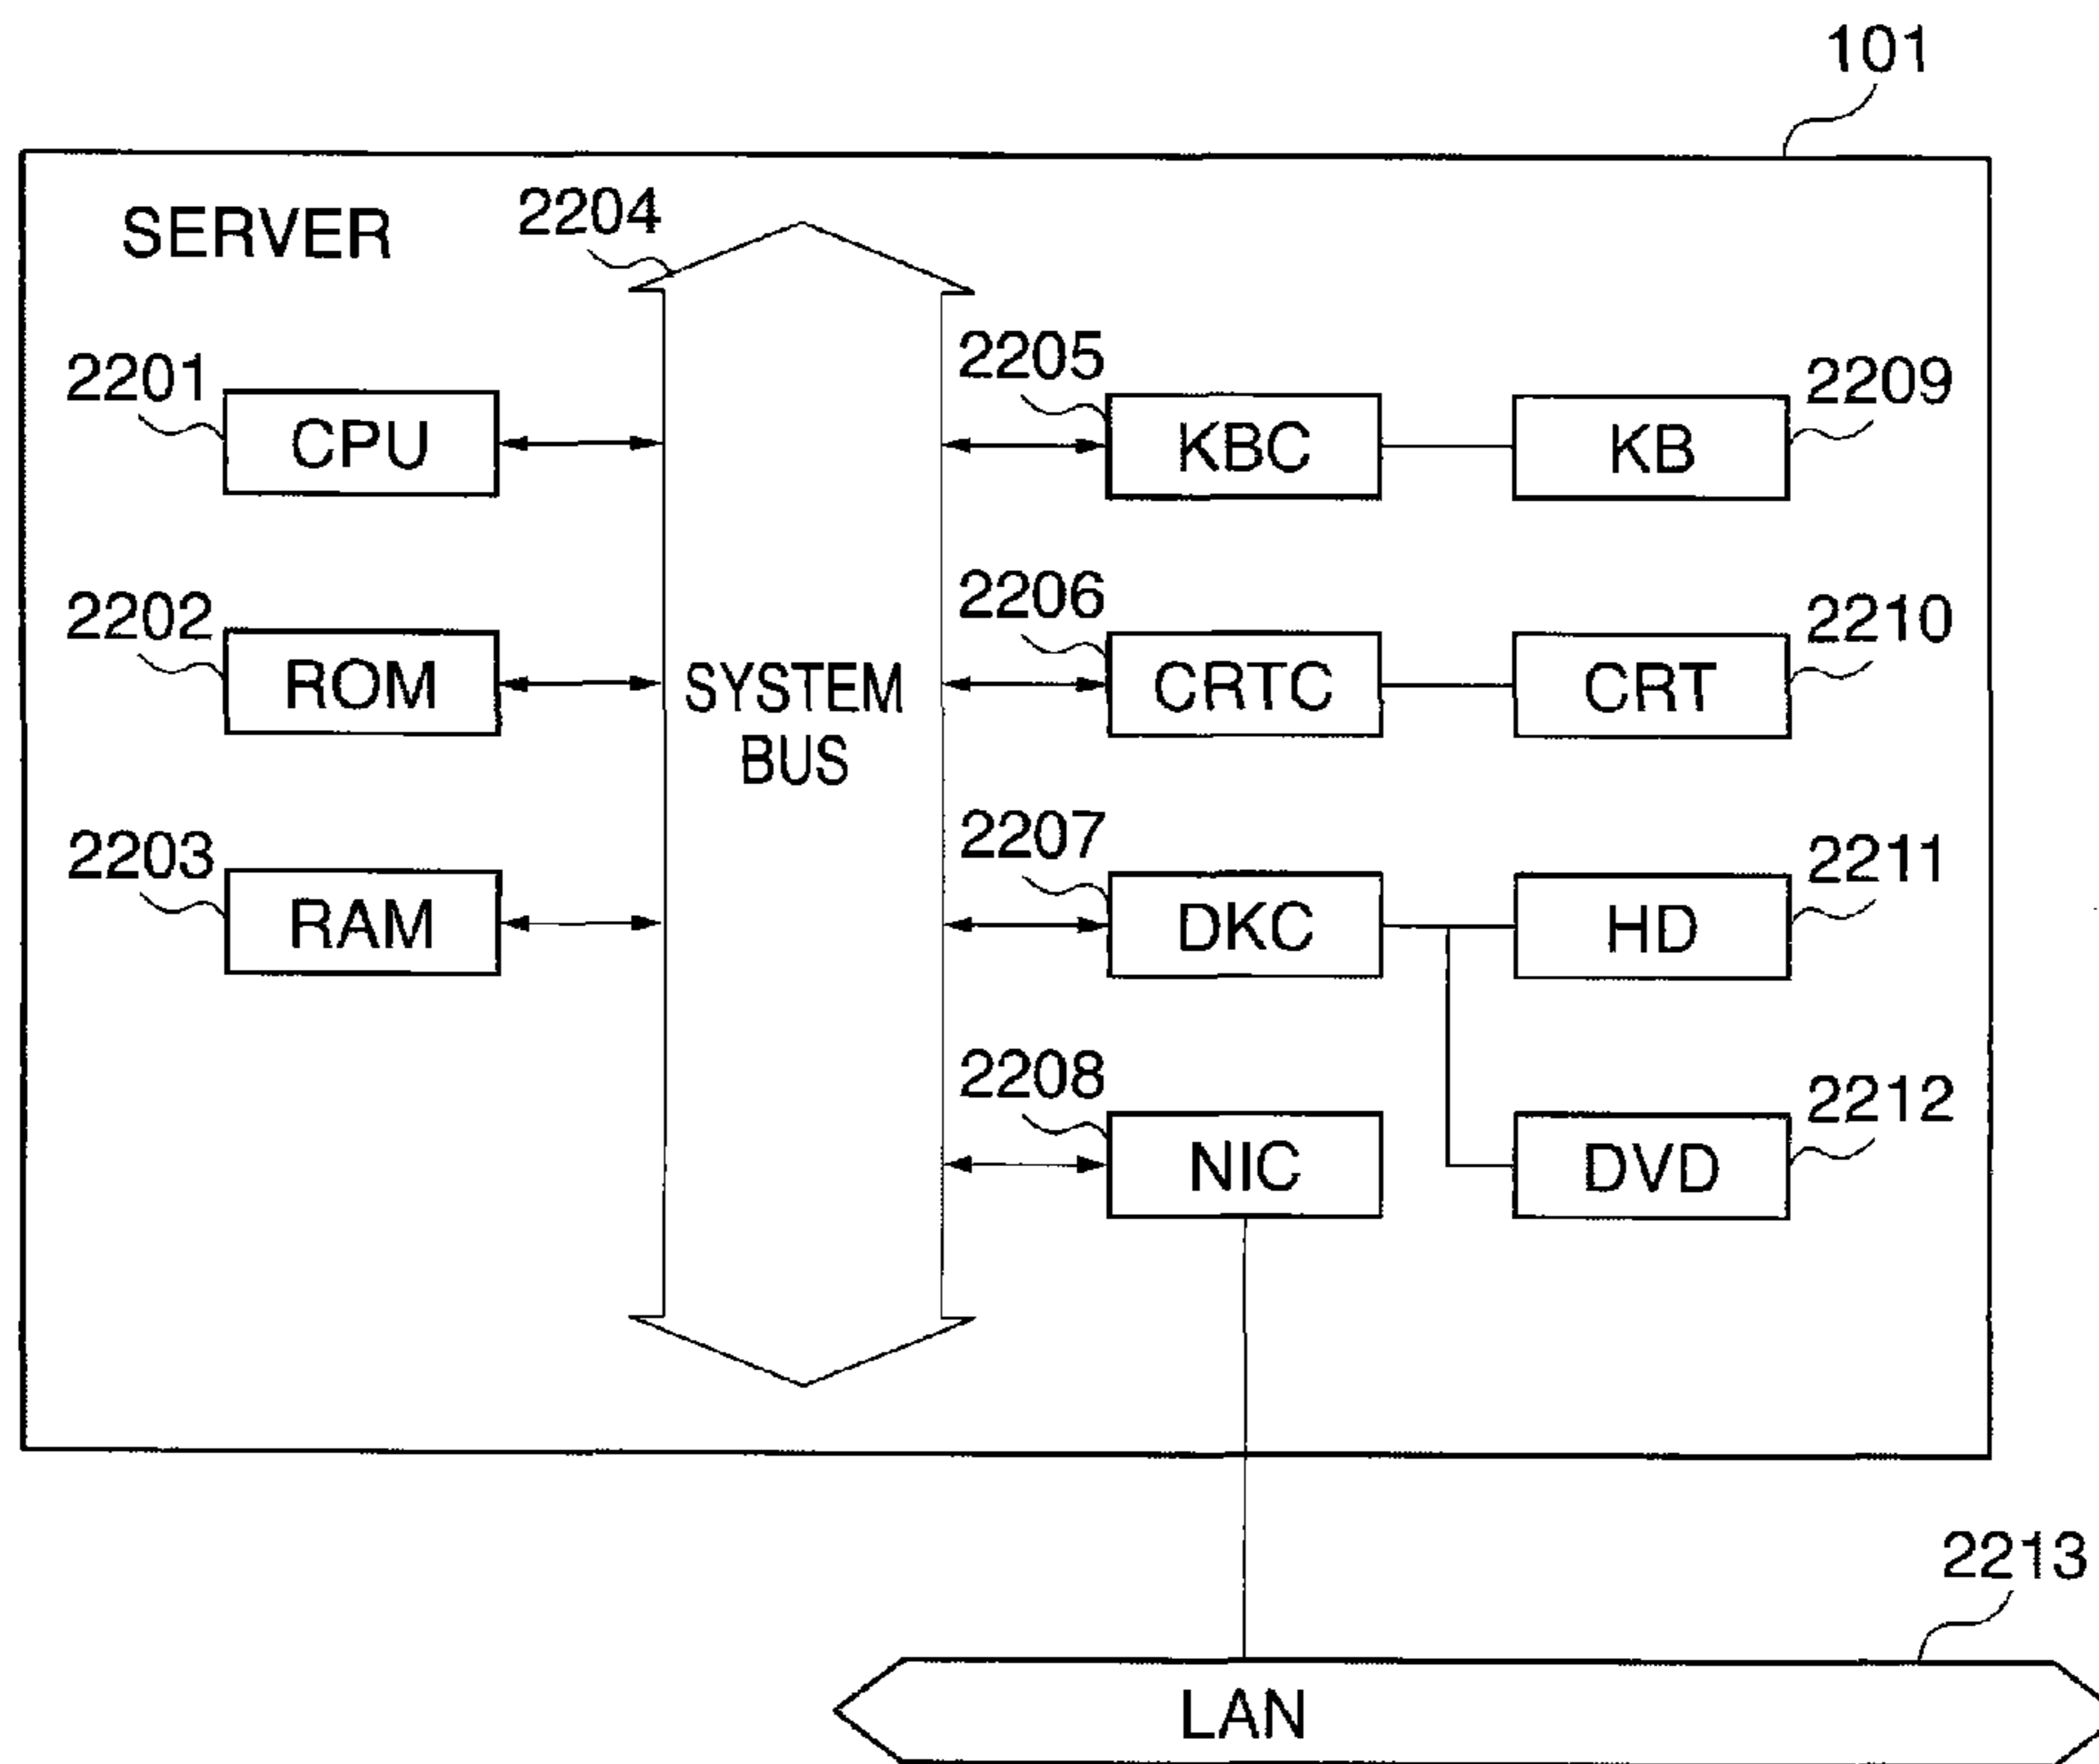 101
SERVER
2204
2201
CPU
2205
KBC
2209
KB
2202
ROM
SYSTEM
BUS
2206
CRTC
2210
CRT
2203
RAM
2207
DKC
2211
HD
2208
NIC
2212
DVD
2213
LAN